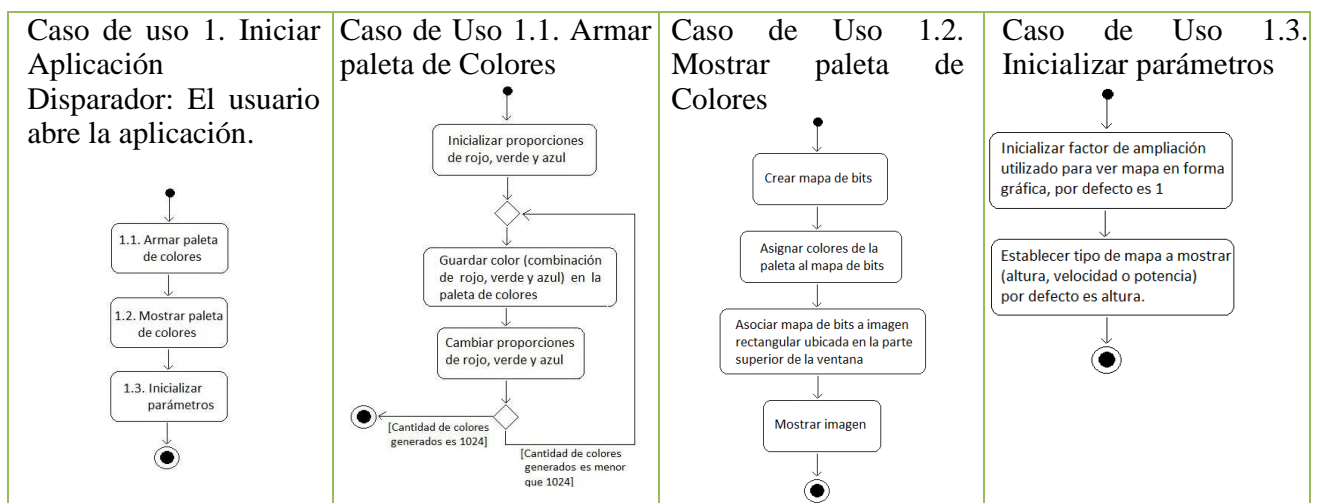 Caso de uso 1. Iniciar
Aplicación
Disparador: El usuario
abre la aplicación.
1.1. Armar paleta
de colores
1.2. Mostrar paleta
de colores
1.3. Inicializar
parámetros
Caso de Uso 1.1. Armar
paleta de Colores
Inicializar proporciones
de rojo, verde y azul
Guardar color (combinación
de rojo, verde y azul) en la
paleta de colores
Cambiar proporciones
de rojo, verde y azul
[Cantidad de colores
generados es 1024]
[Cantidad de colores
generados es menor
que 1024]
Caso de Uso 1.2.
Mostrar paleta de
Colores
Crear mapa de bits
Asignar colores de la
paleta al mapa de bits
Asociar mapa de bits a imagen
rectangular ubicada en la parte
superior de la ventana
Mostrar imagen
Caso de Uso 1.3.
Inicializar parámetros
Inicializar factor de ampliación
utilizado para ver mapa en forma
gráfica, por defecto es 1
Establecer tipo de mapa a mostrar
(altura, velocidad o potencia)
por defecto es altura.